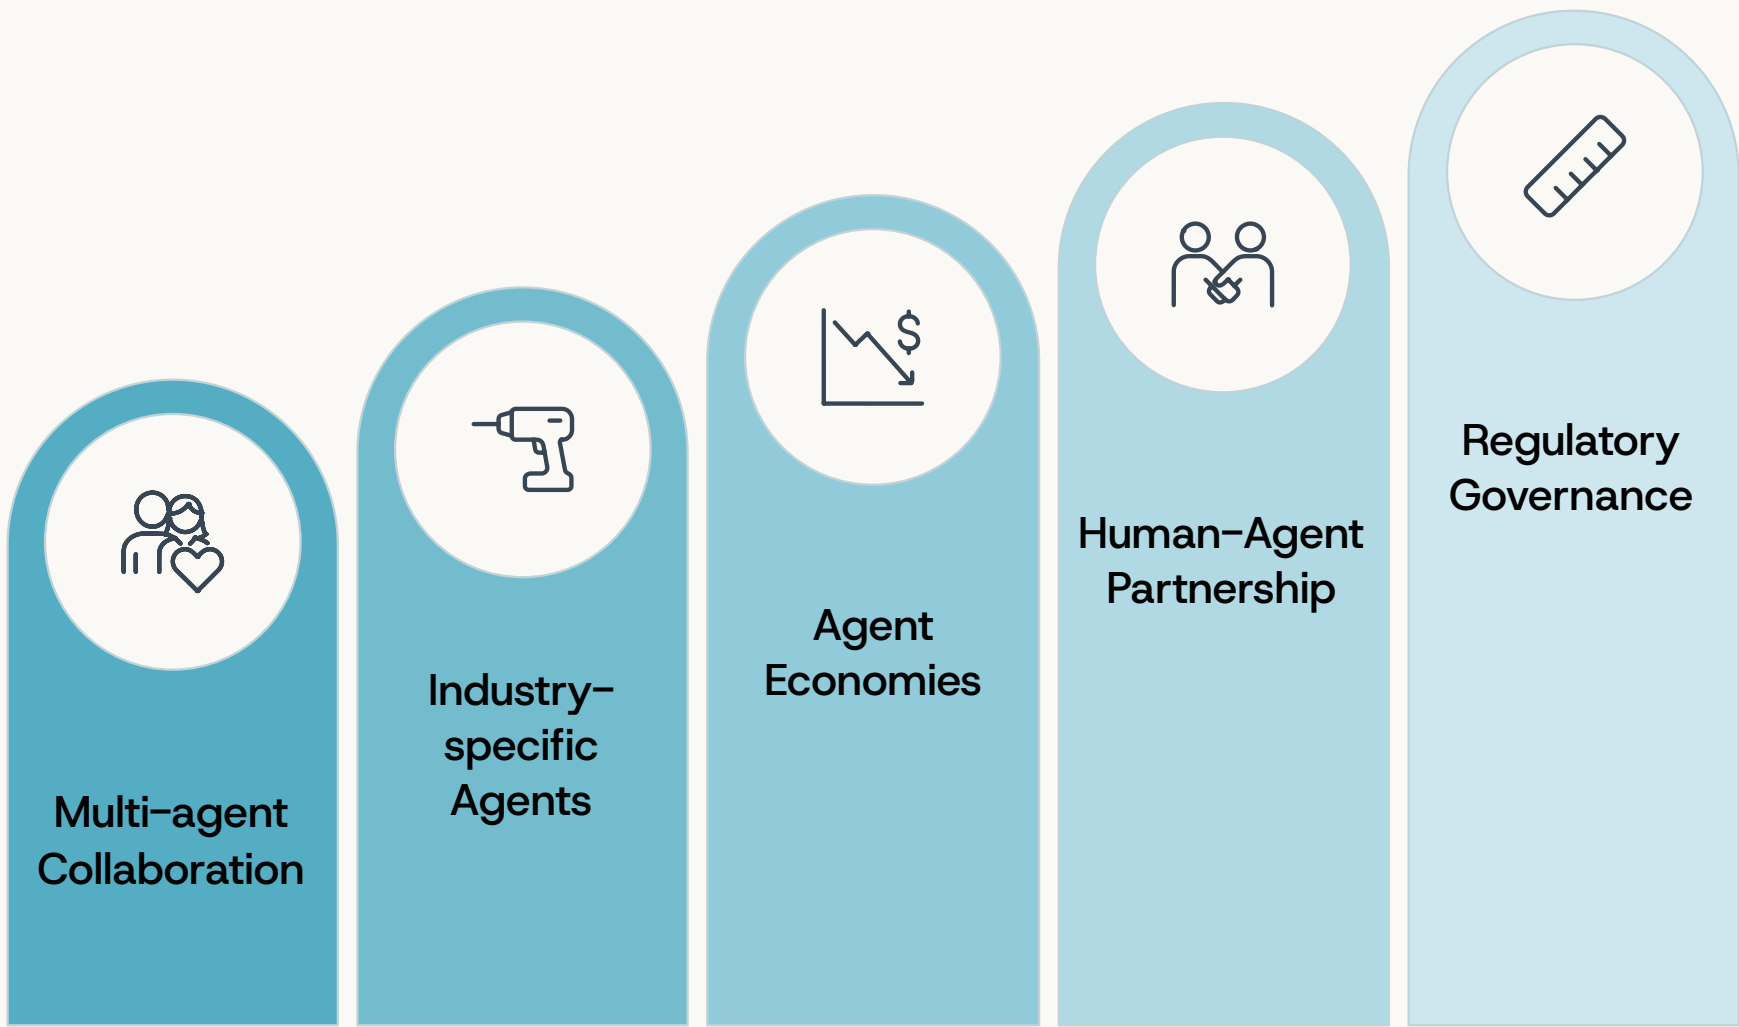 Multi-agent
Collaboration
Industry-
specific
Agents
Agent
Economies
Human-Agent
Partnership
Regulatory
Governance
$